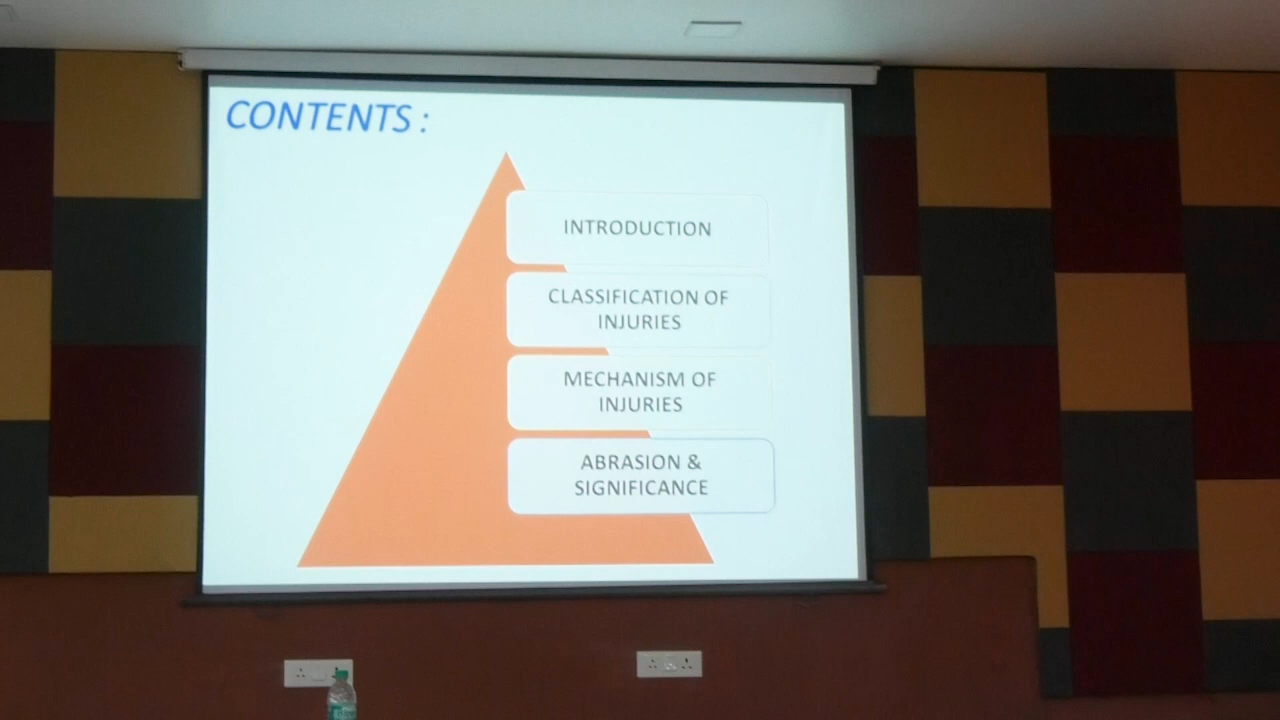 CONTENTS :
INTRODUCTION
CLASSIFICATION OF
INJURIES
MECHANISM OF
INJURIES
ABRASION &
SIGNIFICANCE